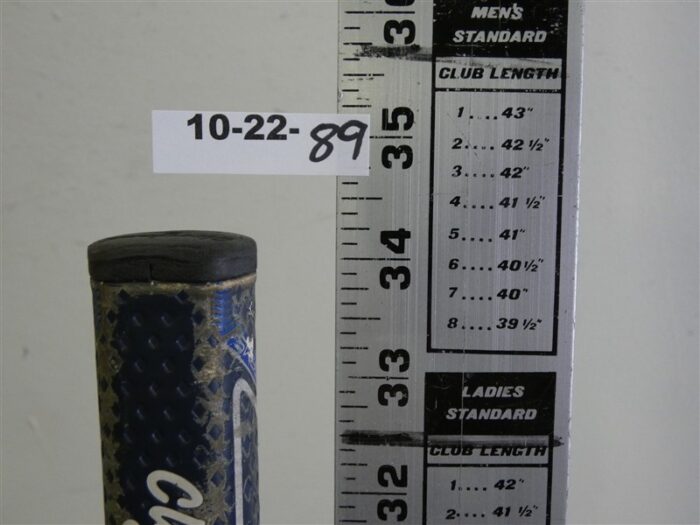 MEN'S
STANDARD
CLUB LENGTH
1....43"
2....42 1/2"
3....42"
4....41 1/2"
5....41"
6....40 1/2"
7....40"
8....39 1/2"
LADIES
STANDARD
CLUB LENGTH
1....42"
2....41 1/2"
10-22-89
36
35
34
33
32